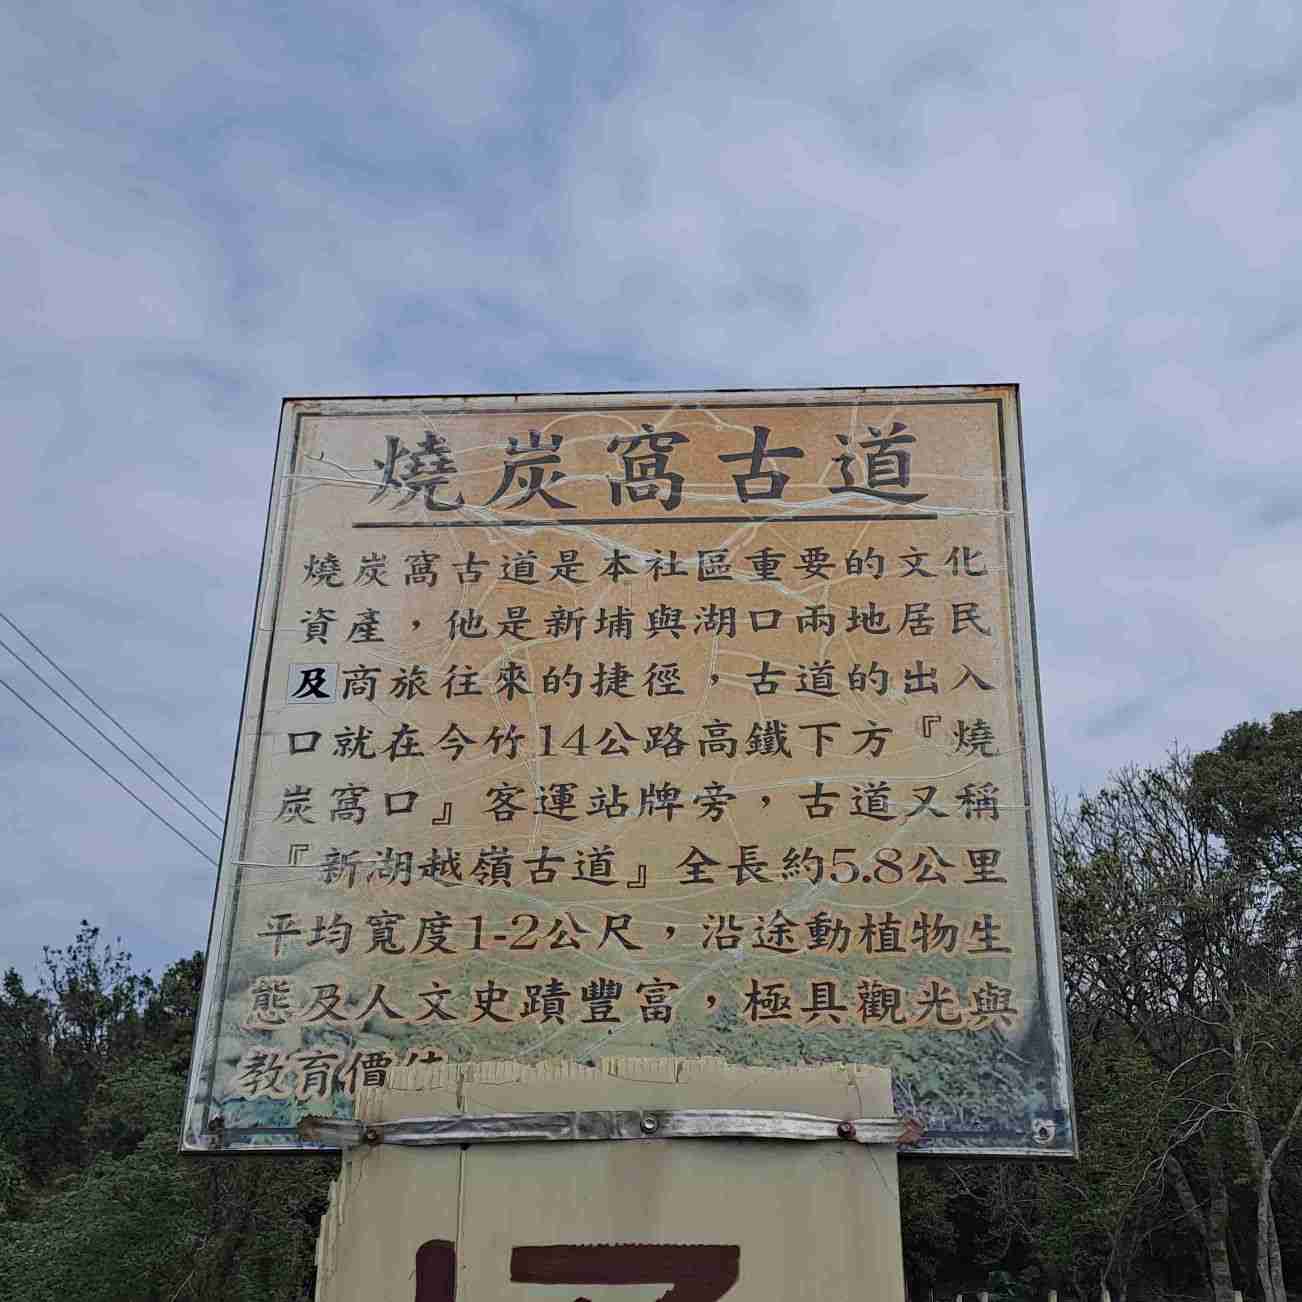 燒炭窩古道
燒炭窩古道是本社區重要的文化
資產，他是新埔與湖口兩地居民
及商旅往來的捷徑，古道的出入
口就在今竹14公路高鐵下方『燒
炭窩口』客運站牌旁，古道又稱
『新湖越嶺古道』全長約5.8公里
平均寬度1-2公尺，沿途動植物生
態及人文史蹟豐富，極具觀光與
教育價